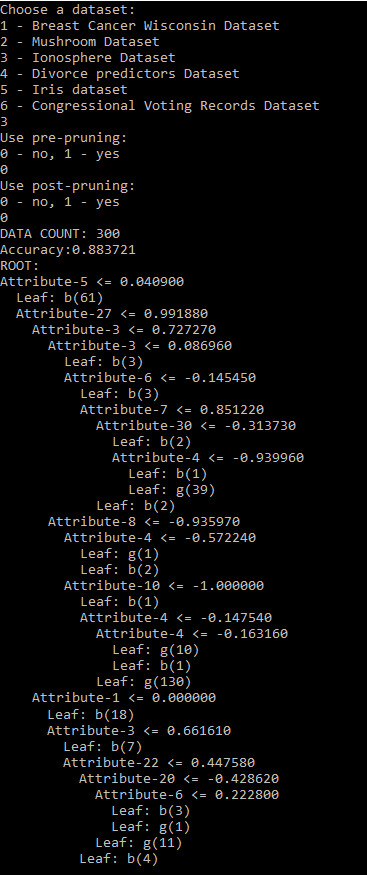 Choose a dataset:
1 - Breast Cancer Wisconsin Dataset
2 - Mushroom Dataset
3 - Ionosphere Dataset
4 - Divorce predictors Dataset
5 - Iris dataset
6 - Congressional Voting Records Dataset
3
Use pre-pruning:
0 - no, 1 - yes
0
Use post-pruning:
0 - no, 1 - yes
0
DATA COUNT: 300
Accuracy:0.883721
ROOT:
Attribute-5 <= 0.040900
  Leaf: b(61)
  Attribute-27 <= 0.991880
    Attribute-3 <= 0.727270
      Attribute-3 <= 0.086960
        Leaf: b(3)
        Attribute-6 <= -0.145450
          Leaf: b(3)
          Attribute-7 <= 0.851220
            Attribute-30 <= -0.313730
              Leaf: b(2)
              Attribute-4 <= -0.939960
                Leaf: b(1)
                Leaf: g(39)
            Leaf: b(2)
      Attribute-8 <= -0.935970
        Attribute-4 <= -0.572240
          Leaf: g(1)
          Leaf: b(2)
        Attribute-10 <= -1.000000
          Leaf: b(1)
          Attribute-4 <= -0.147540
            Attribute-4 <= -0.163160
              Leaf: g(10)
              Leaf: b(1)
            Leaf: g(130)
    Attribute-1 <= 0.000000
      Leaf: b(18)
      Attribute-3 <= 0.661610
        Leaf: b(7)
        Attribute-22 <= 0.447580
          Attribute-20 <= -0.428620
            Attribute-6 <= 0.222800
              Leaf: b(3)
              Leaf: g(1)
            Leaf: g(11)
          Leaf: b(4)